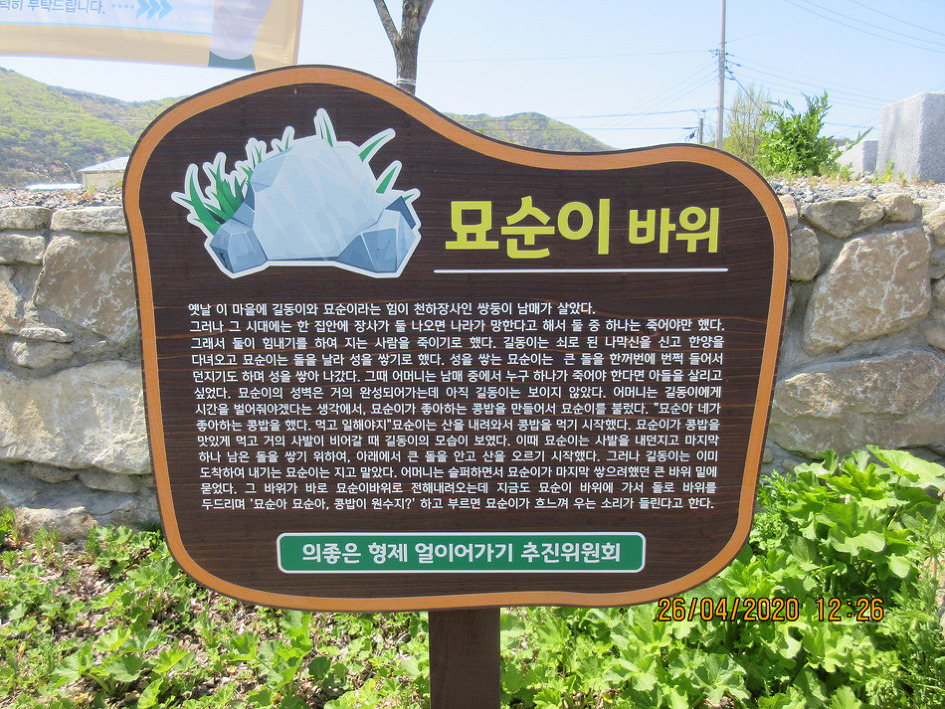 부탁드립니다.
묘순이 바위
옛날 이 마을에 길동이와 묘순이라는 힘이 천하장사인 쌍둥이 남매가 살았다.
그러나 그 시대에는 한 집안에 장사가 둘 나오면 나라가 망한다고 해서 둘 중 하나는 죽어야만 했다.
그래서 둘이 힘내기를 하여 지는 사람을 죽이기로 했다. 길동이는 쇠로 된 나막신을 신고 한양을
다녀오고 묘순이는 돌을 날라 성을 쌓기로 했다. 성을 쌓는 묘순이는 큰 돌을 한꺼번에 번쩍 들어서
던지기도 하며 성을 쌓아 나갔다. 그때 어머니는 남매 중에서 누구 하나가 죽어야 한다면 아들을 살리고
싶었다. 묘순이의 성벽은 거의 완성되어가는데 아직 길동이는 보이지 않았다. 어머니는 길동이에게
시간을 벌어줘야겠다는 생각에서, 묘순이가 좋아하는 콩밥을 만들어서 묘순이를 불렀다. "묘순아 네가
좋아하는 콩밥을 했다. 먹고 일해야지"묘순이는 산을 내려와서 콩밥을 먹기 시작했다. 묘순이가 콩밥을
맛있게 먹고 거의 사발이 비어갈 때 길동이의 모습이 보였다. 이때 묘순이는 사발을 내던지고 마지막
하나 남은 돌을 쌓기 위하여, 아래에서 큰 돌을 안고 산을 오르기 시작했다. 그러나 길동이는 이미
도착하여 내기는 묘순이는 지고 말았다. 어머니는 슬퍼하면서 묘순이가 마지막 쌓으려했던 큰 바위 밑에
묻었다. 그 바위가 바로 묘순이바위로 전해내려오는데 지금도 묘순이 바위에 가서 돌로 바위를
두드리며 '묘순아 묘순아, 콩밥이 원수지?' 하고 부르면 묘순이가 흐느껴 우는 소리가 들린다고 한다.
의좋은 형제 얼이어가기 추진위원회
26/04/2020 12:26